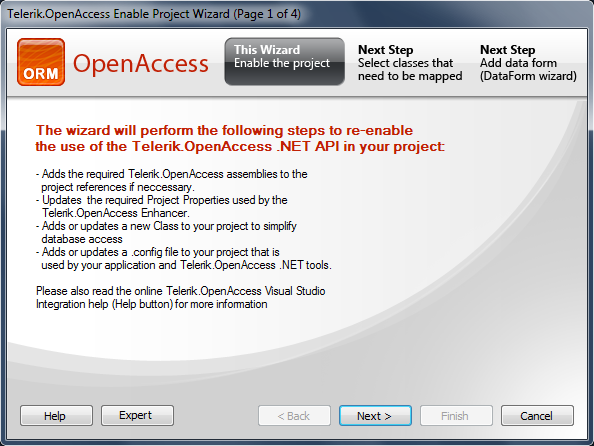 Telerik.OpenAccess Enable Project Wizard (Page 1 of 4)
ORM
OpenAccess
This Wizard
Enable the project
Next Step
Select classes that
need to be mapped
Next Step
Add data form
(DataForm wizard)
The wizard will perform the following steps to re-enable
the use of the Telerik.OpenAccess .NET API in your project:
- Adds the required Telerik.OpenAccess assemblies to the
project references if neccessary.
- Updates the required Project Properties used by the
Telerik.OpenAccess Enhancer.
- Adds or updates a new Class to your project to simplify
database access
- Adds or updates a .config file to your project that is
used by your application and Telerik.OpenAccess .NET tools.
Please also read the online Telerik.OpenAccess Visual Studio
Integration help (Help button) for more information
Help
Expert
< Back
Next >
Finish
Cancel